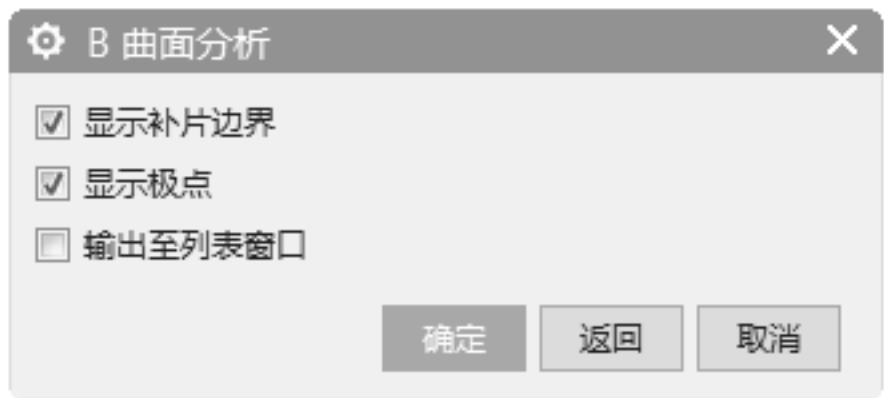 B 曲面分析
显示补片边界
显示极点
输出至列表窗口
确定 返回 取消